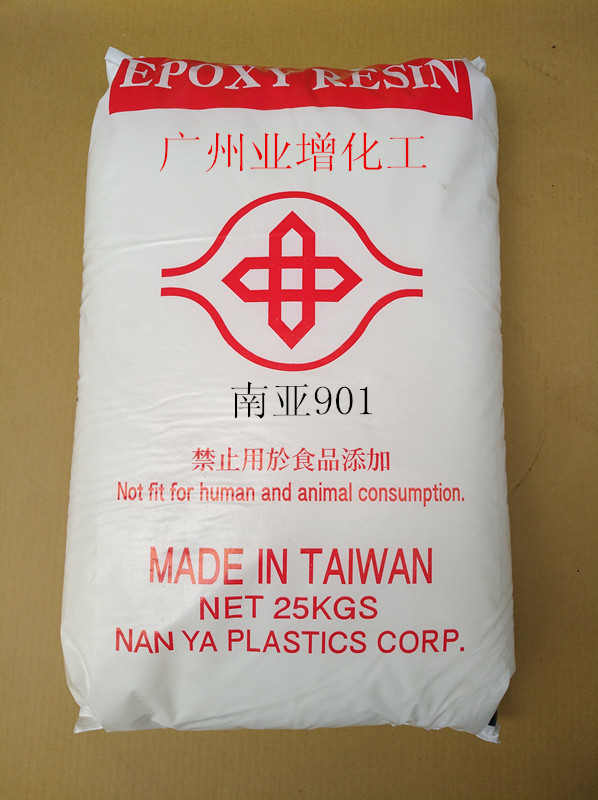 EPOXY RESIN
广州业增化工
南亚901
禁止用於食品添加
Not fit for human and animal consumption.
MADE IN TAIWAN
NET 25KGS
NAN YA PLASTICS CORP.